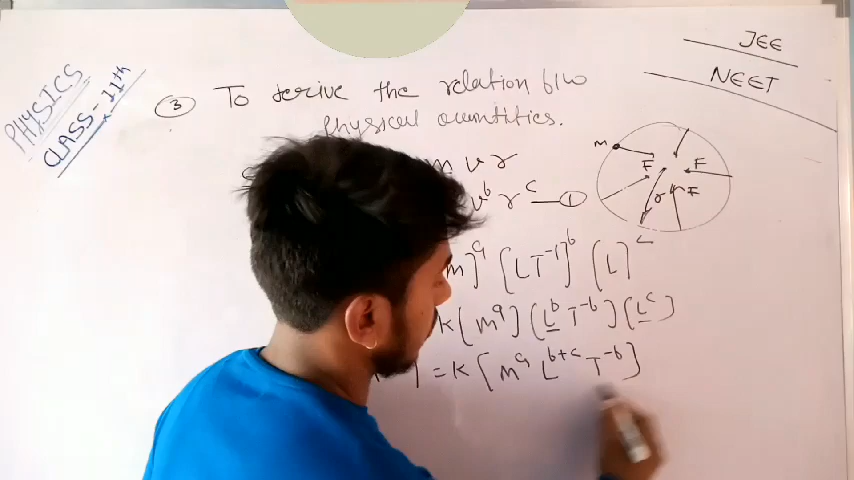 JEE
NEET
PHYSICS
CLASS-11th
③ To derive the relation b/w
Physical quantities.
m v r
v^b r^c —①
m]^a [LT^-1]^b [L]^c
K[m^a] [L^b T^-b] [L^c]
] = K [m^a L^b+c T^-b]
m
F
F
F
r